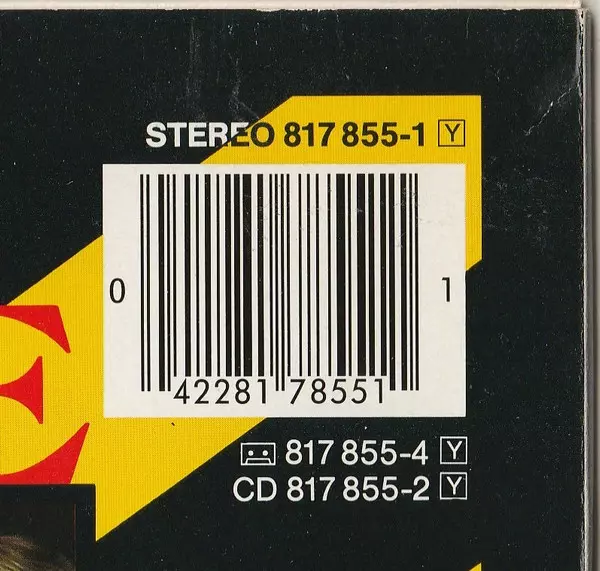 STEREO 817 855-1 Y
0 42281 78551 1
817 855-4 Y
CD 817 855-2 Y
E